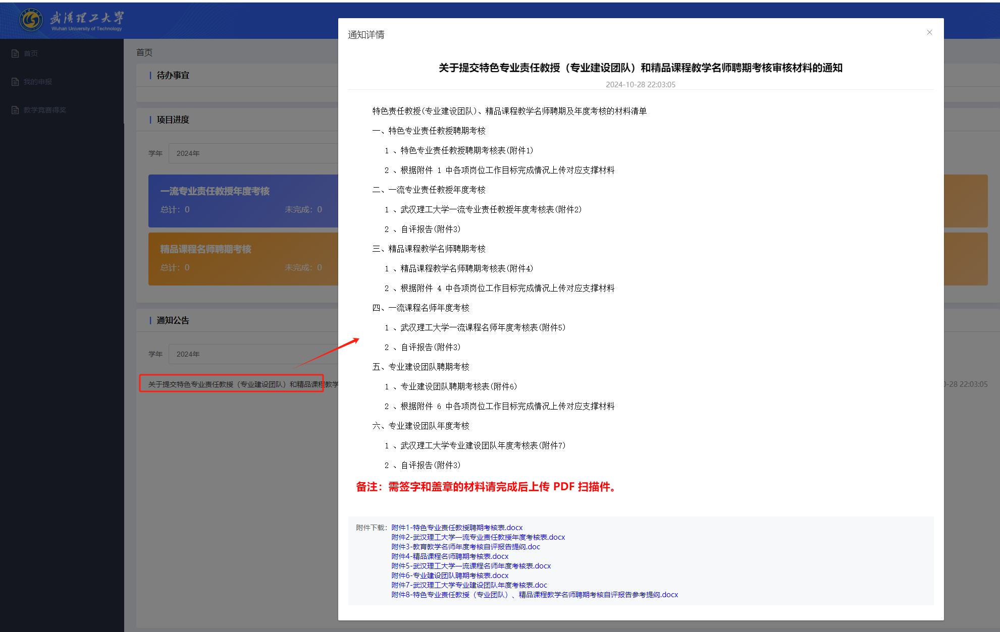 武汉理工大学
Wuhan University of Technology
首页
我的申报
教学竞赛得奖
首页
待办事宜
项目进度
学年 2024年
一流专业责任教授年度考核
总计：0 未完成：0
精品课程名师聘期考核
总计：0 未完成：0
通知公告
学年 2024年
关于提交特色专业责任教授（专业建设团队）和精品课程教学
0-28 22:03:05
通知详情
关于提交特色专业责任教授（专业建设团队）和精品课程教学名师聘期考核审核材料的通知
2024-10-28 22:03:05
特色责任教授(专业建设团队)、精品课程教学名师聘期及年度考核的材料清单
一、特色专业责任教授聘期考核
1 、特色专业责任教授聘期考核表(附件1)
2 、根据附件 1 中各项岗位工作目标完成情况上传对应支撑材料
二、一流专业责任教授年度考核
1 、武汉理工大学一流专业责任教授年度考核表(附件2)
2 、自评报告(附件3)
三、精品课程教学名师聘期考核
1 、精品课程教学名师聘期考核表(附件4)
2 、根据附件 4 中各项岗位工作目标完成情况上传对应支撑材料
四、一流课程名师年度考核
1 、武汉理工大学一流课程名师年度考核表(附件5)
2 、自评报告(附件3)
五、专业建设团队聘期考核
1 、专业建设团队聘期考核表(附件6)
2 、根据附件 6 中各项岗位工作目标完成情况上传对应支撑材料
六、专业建设团队年度考核
1 、武汉理工大学专业建设团队年度考核表(附件7)
2 、自评报告(附件3)
备注：需签字和盖章的材料请完成后上传 PDF 扫描件。
附件下载：附件1-特色专业责任教授聘期考核表.docx
附件2-武汉理工大学一流专业责任教授年度考核表.docx
附件3-教育教学名师年度考核自评报告提纲.doc
附件4-精品课程名师聘期考核表.docx
附件5-武汉理工大学一流课程名师年度考核表.docx
附件6-专业建设团队聘期考核表.docx
附件7-武汉理工大学专业建设团队年度考核表.doc
附件8-特色专业责任教授（专业团队）、精品课程教学名师聘期考核自评报告参考提纲.docx